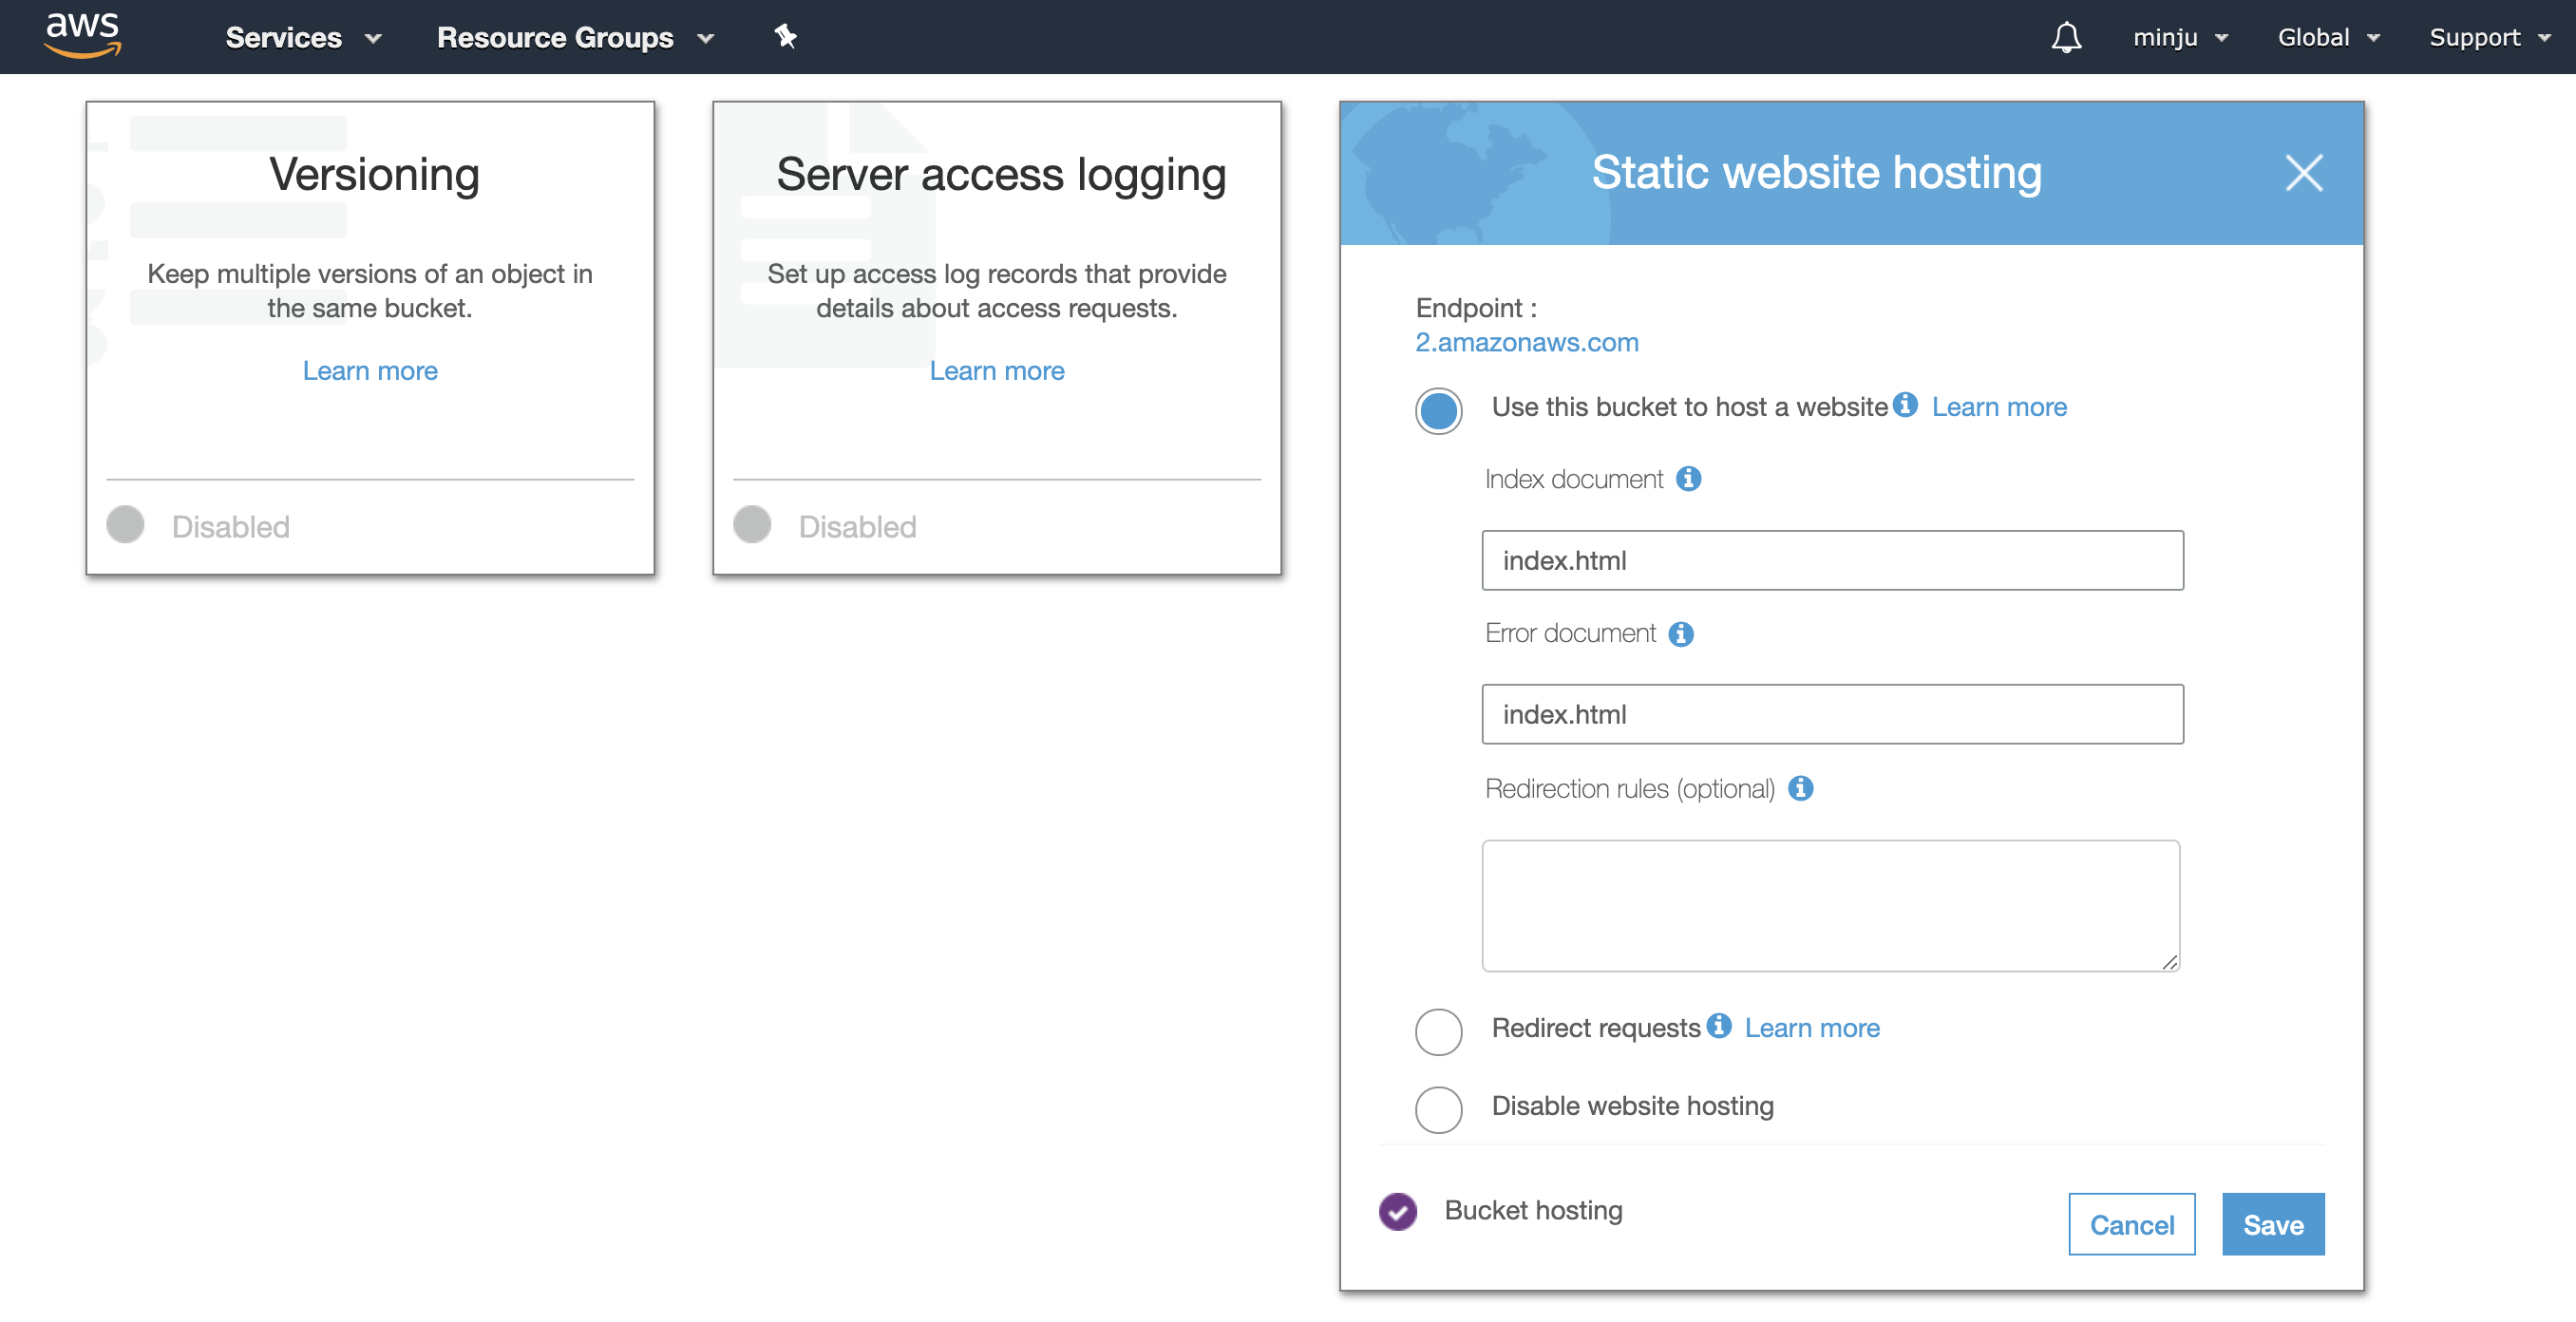 aws
Services
Resource Groups
minju
Global
Support
Versioning
Keep multiple versions of an object in
the same bucket.
Learn more
Disabled
Server access logging
Set up access log records that provide
details about access requests.
Learn more
Disabled
Static website hosting
Endpoint :
2.amazonaws.com
Use this bucket to host a website Learn more
Index document
index.html
Error document
index.html
Redirection rules (optional)
Redirect requests Learn more
Disable website hosting
Bucket hosting
Cancel
Save